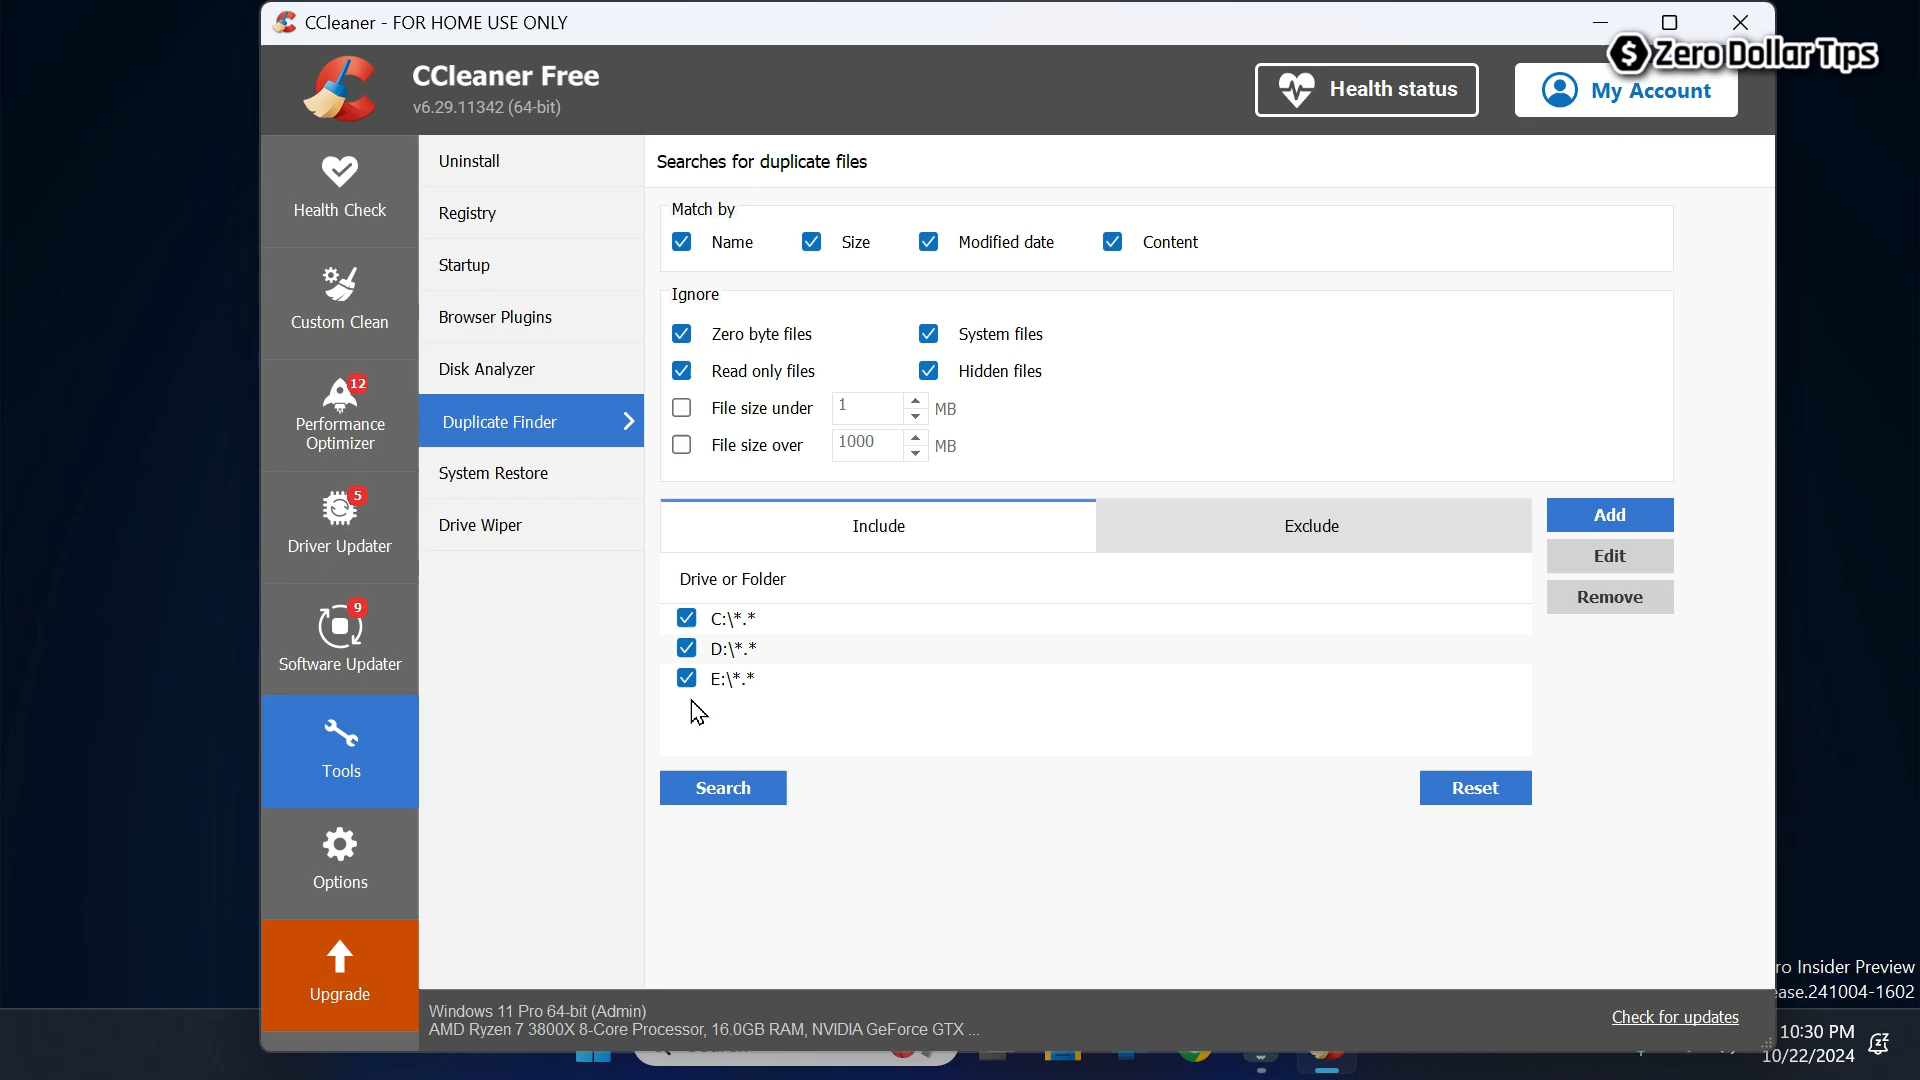 CCleaner - FOR HOME USE ONLY
$ ZeroDollarTips
CCleaner Free
v6.29.11342 (64-bit)
Health status
My Account
Health Check
Custom Clean
12
Performance
Optimizer
5
Driver Updater
9
Software Updater
Tools
Options
Upgrade
Uninstall
Registry
Startup
Browser Plugins
Disk Analyzer
Duplicate Finder
System Restore
Drive Wiper
Searches for duplicate files
Match by
Name Size Modified date Content
Ignore
Zero byte files System files
Read only files Hidden files
File size under 1 MB
File size over 1000 MB
Include Exclude
Drive or Folder
C:\*.*
D:\*.*
E:\*.*
Add
Edit
Remove
Search Reset
Windows 11 Pro 64-bit (Admin)
AMD Ryzen 7 3800X 8-Core Processor, 16.0GB RAM, NVIDIA GeForce GTX ...
Check for updates
ro Insider Preview
ease.241004-1602
10:30 PM
10/22/2024